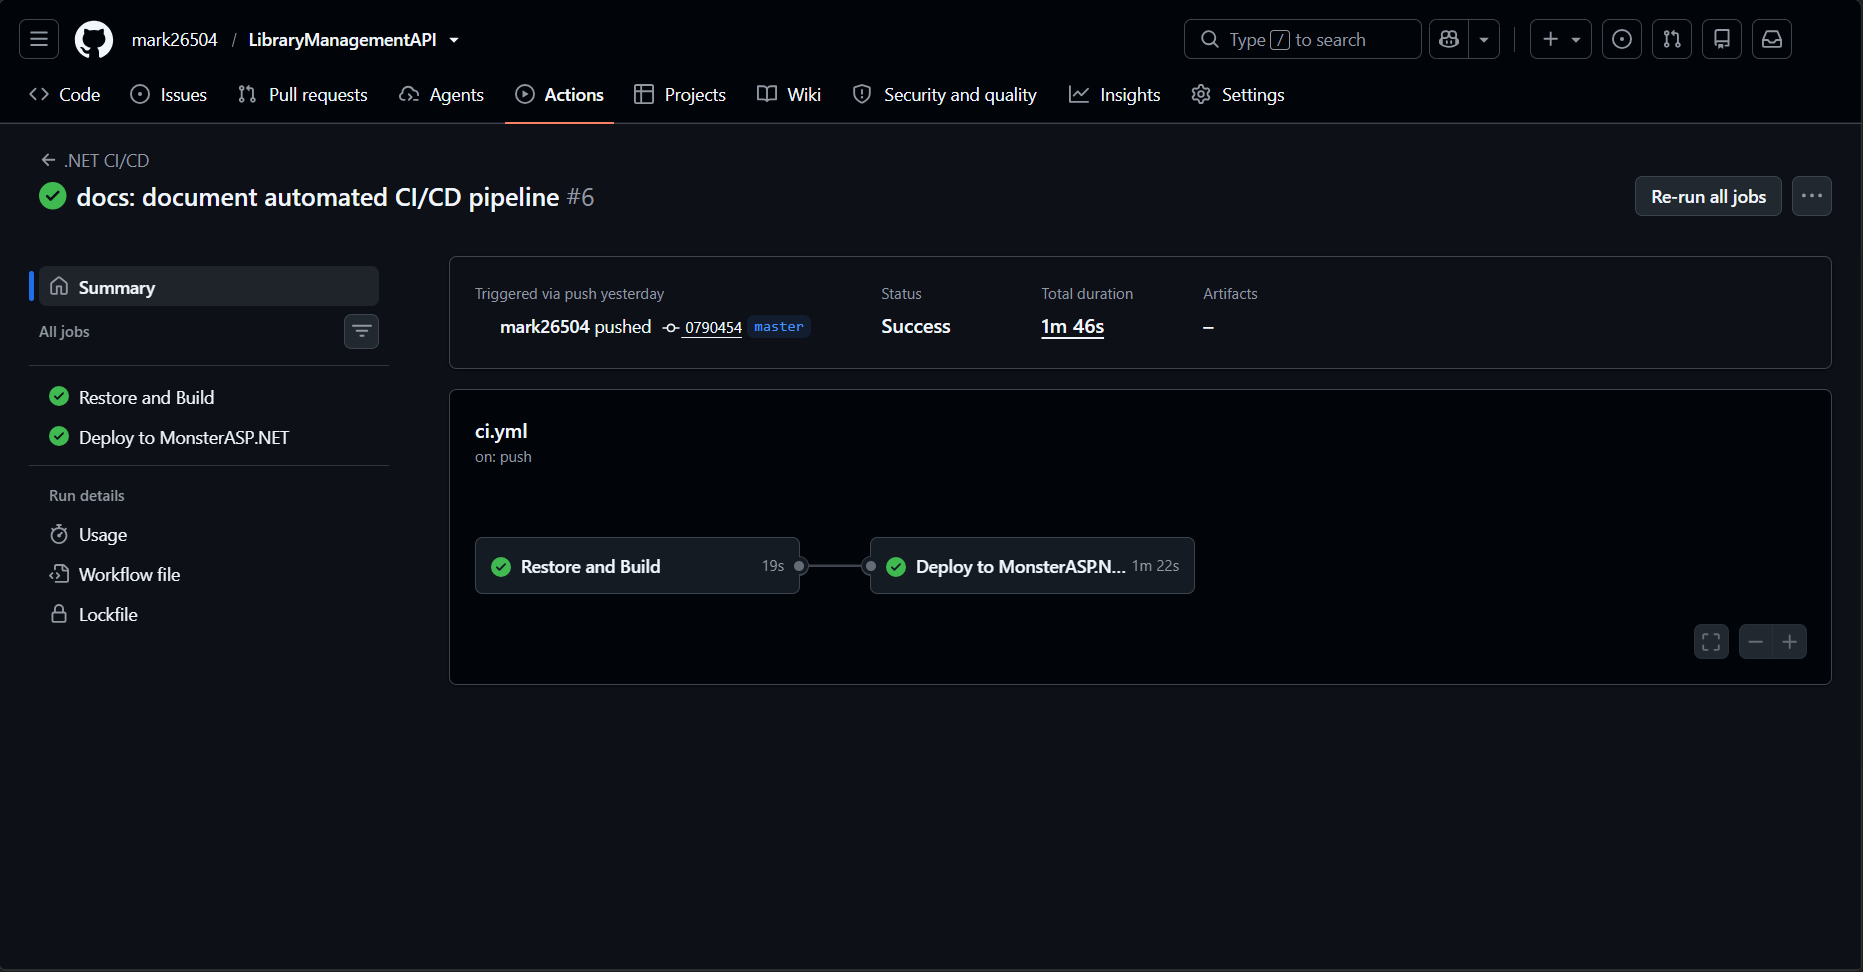 mark26504 / LibraryManagementAPI
Type / to search
Code Issues Pull requests Agents Actions Projects Wiki Security and quality Insights Settings
.NET CI/CD
docs: document automated CI/CD pipeline #6
Re-run all jobs
Summary
All jobs
Restore and Build
Deploy to MonsterASP.NET
Run details
Usage
Workflow file
Lockfile
Triggered via push yesterday
mark26504 pushed 0790454 master
Status
Success
Total duration
1m 46s
Artifacts
–
ci.yml
on: push
Restore and Build 19s
Deploy to MonsterASP.N... 1m 22s